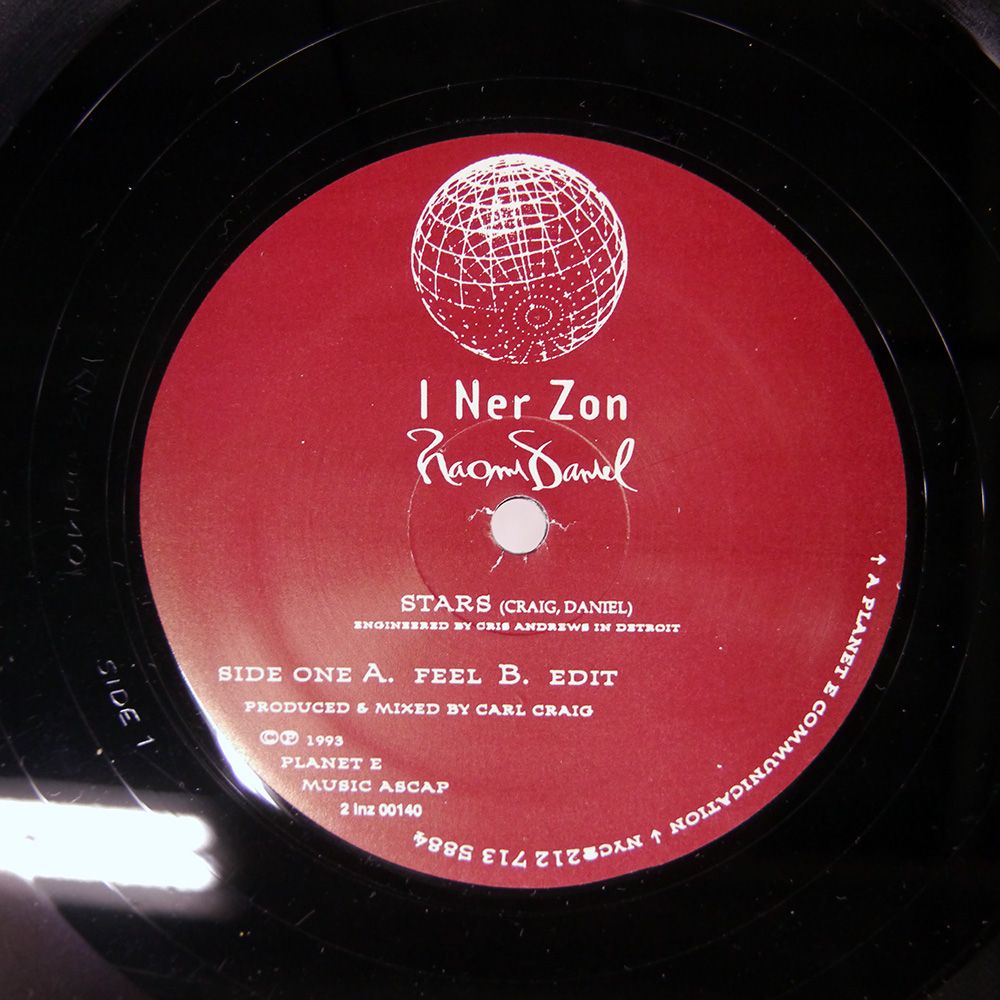 I Ner Zon
Naomi Daniel
STARS (CRAIG, DANIEL)
ENGINEERED BY CRIS ANDREWS IN DETROIT
SIDE ONE A. FEEL B. EDIT
PRODUCED & MIXED BY CARL CRAIG
©℗ 1993
PLANET E
MUSIC ASCAP
2 Inz 00140
↑ A PLANET E COMMUNICATION ↓ NYC 212 713 5884
SIDE 1